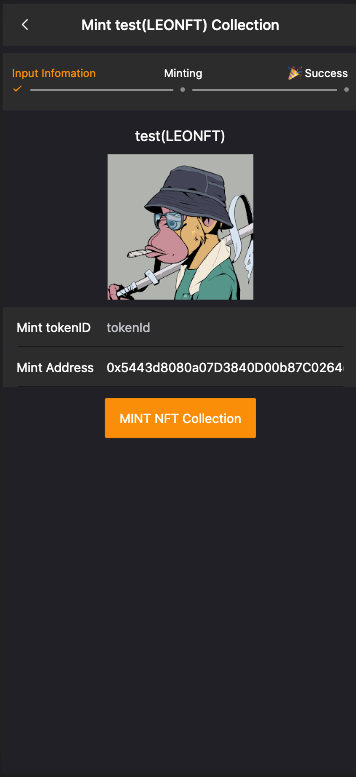 Mint test(LEONFT) Collection
Input Infomation Minting 🎉 Success
test(LEONFT)
Mint tokenID tokenId
Mint Address 0x5443d8080a07D3840D00b87C0264
MINT NFT Collection